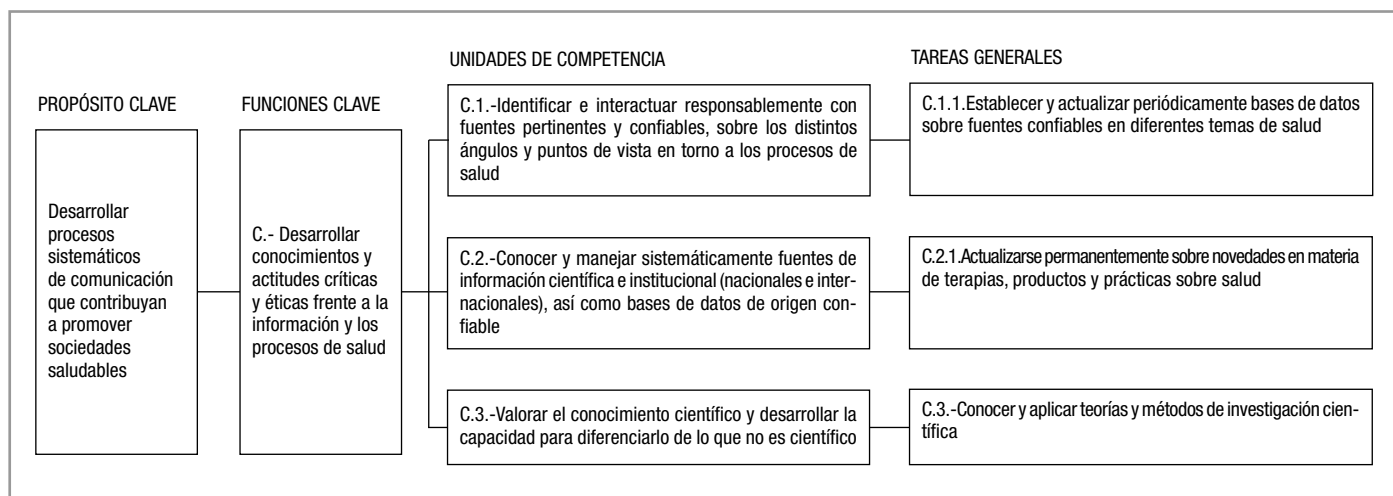 PROPÓSITO CLAVE
Desarrollar
procesos
sistemáticos
de comunicación
que contribuyan
a promover
sociedades
saludables
FUNCIONES CLAVE
C.- Desarrollar
conocimientos y
actitudes críticas
y éticas frente a la
información y los
procesos de salud
UNIDADES DE COMPETENCIA
C.1.-Identificar e interactuar responsablemente con
fuentes pertinentes y confiables, sobre los distintos
ángulos y puntos de vista en torno a los procesos de
salud
C.2.-Conocer y manejar sistemáticamente fuentes de
información científica e institucional (nacionales e inter-
nacionales), así como bases de datos de origen con-
fiable
C.3.-Valorar el conocimiento científico y desarrollar la
capacidad para diferenciarlo de lo que no es científico
TAREAS GENERALES
C.1.1.Establecer y actualizar periódicamente bases de datos
sobre fuentes confiables en diferentes temas de salud
C.2.1.Actualizarse permanentemente sobre novedades en materia
de terapias, productos y prácticas sobre salud
C.3.-Conocer y aplicar teorías y métodos de investigación cien-
tífica